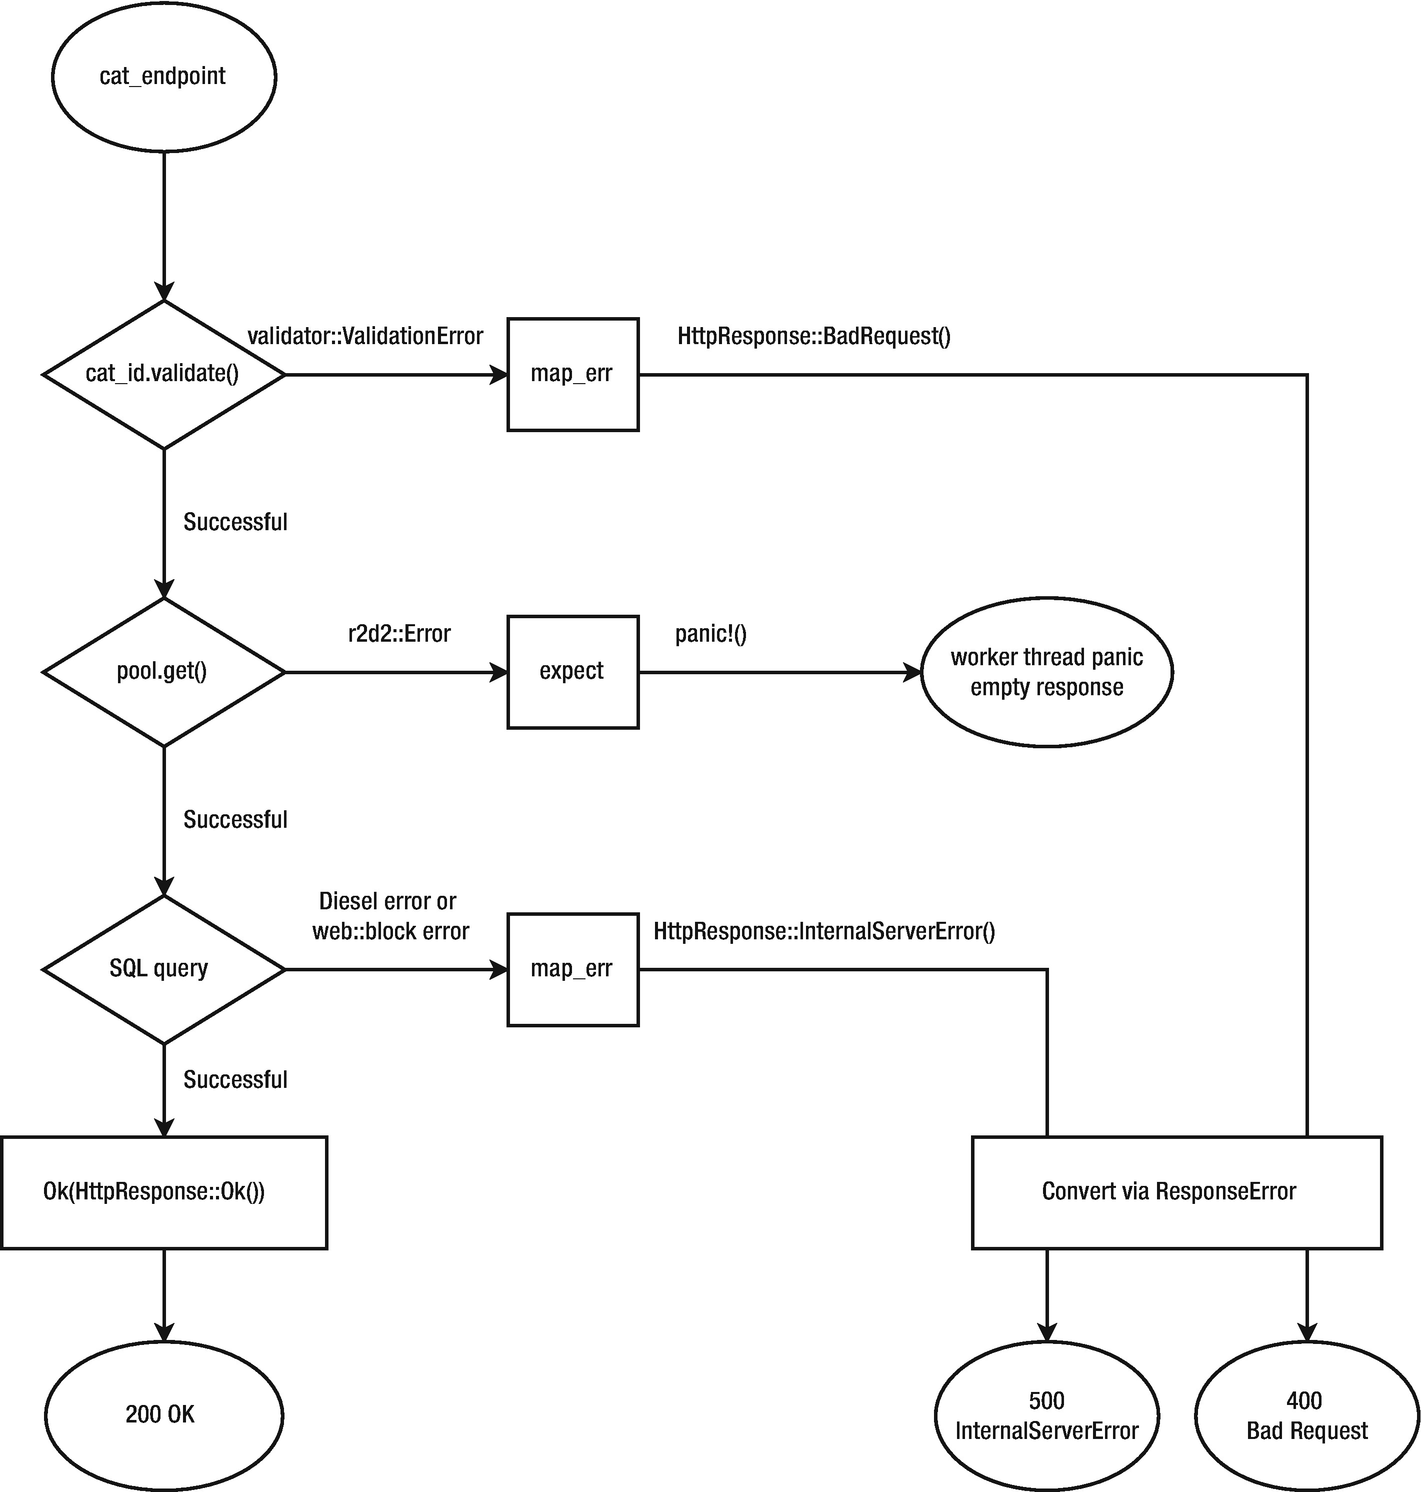 cat_endpoint
validator::ValidationError
HttpResponse::BadRequest()
cat_id.validate()
map_err
Successful
r2d2::Error
panic!()
pool.get()
expect
worker thread panic
empty response
Successful
Diesel error or
web::block error
HttpResponse::InternalServerError()
SQL query
map_err
Successful
Ok(HttpResponse::Ok())
Convert via ResponseError
200 OK
500
InternalServerError
400
Bad Request